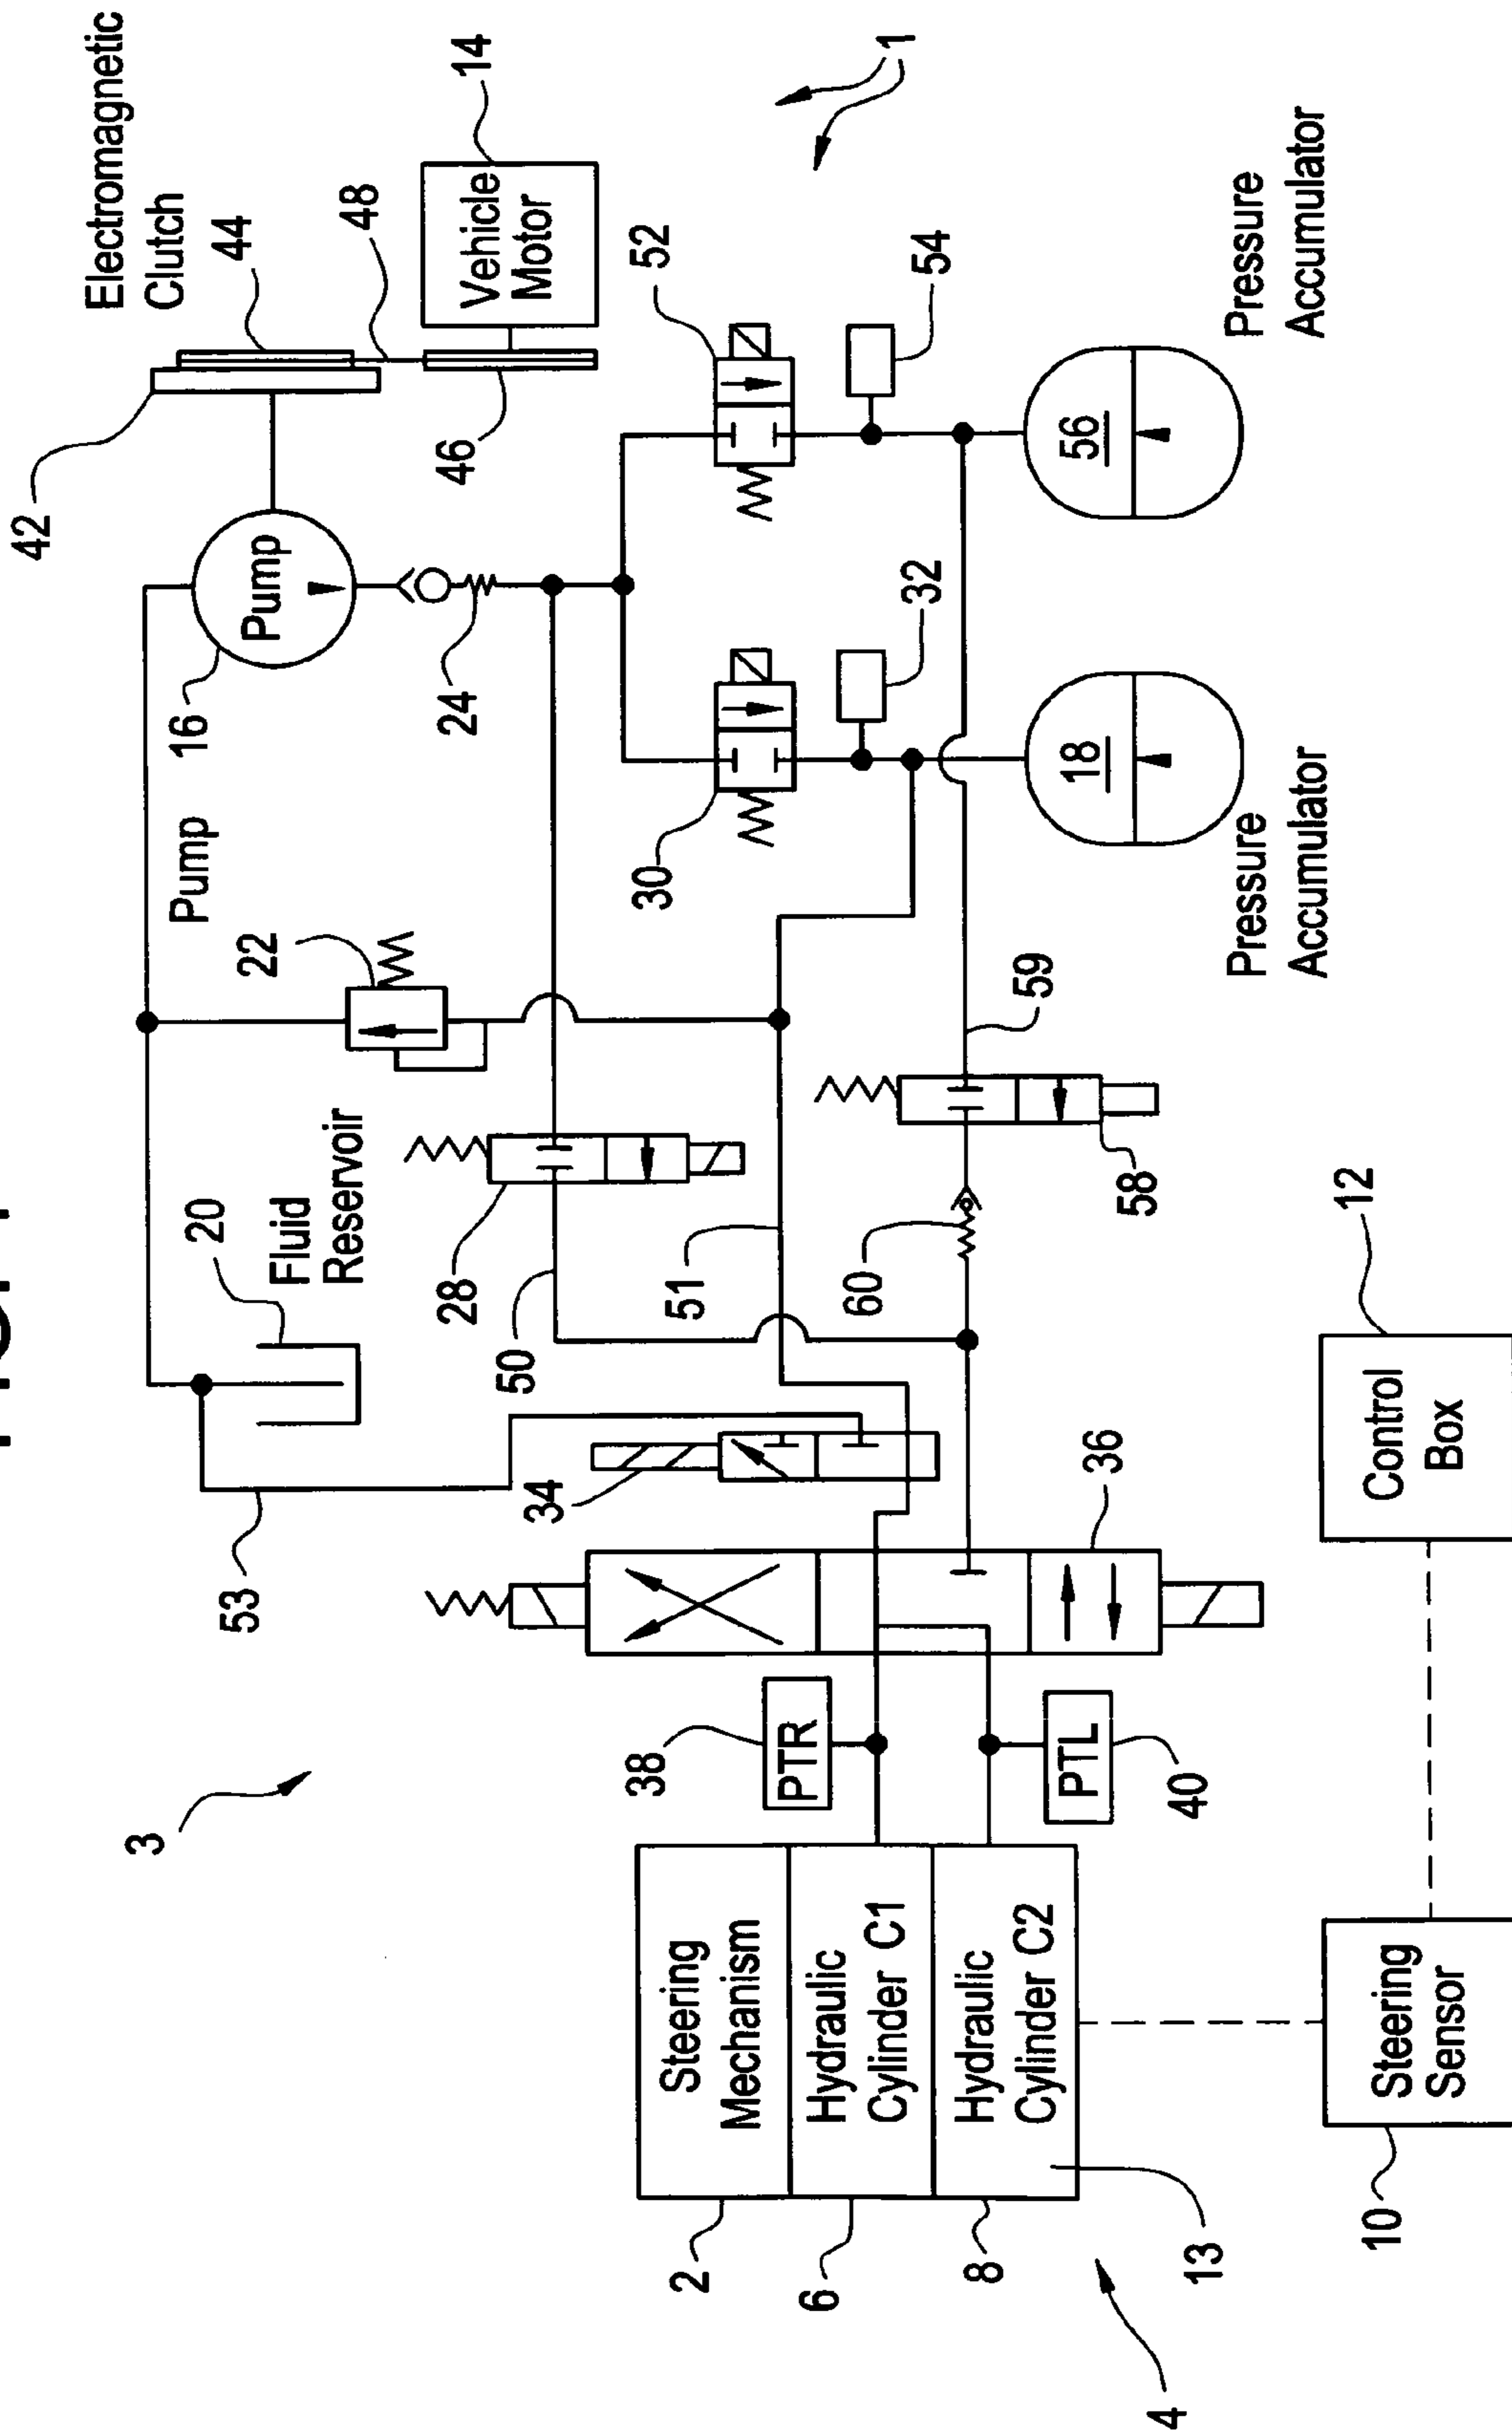 Electromagnetic
Clutch
42
44
48
14
Vehicle
Motor
46
1
16
Pump
Pump
24
52
54
56
Pressure
Accumulator
30
32
18
Pressure
Accumulator
22
20
Fluid
Reservoir
28
50
51
59
58
60
53
34
36
12
Control
Box
3
38
PTR
PTL
40
Steering
Mechanism
Hydraulic
Cylinder C1
Hydraulic
Cylinder C2
2
6
8
13
4
10
Steering
Sensor